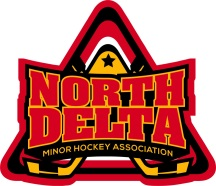 NORTH
DELTA
MINOR HOCKEY ASSOCIATION